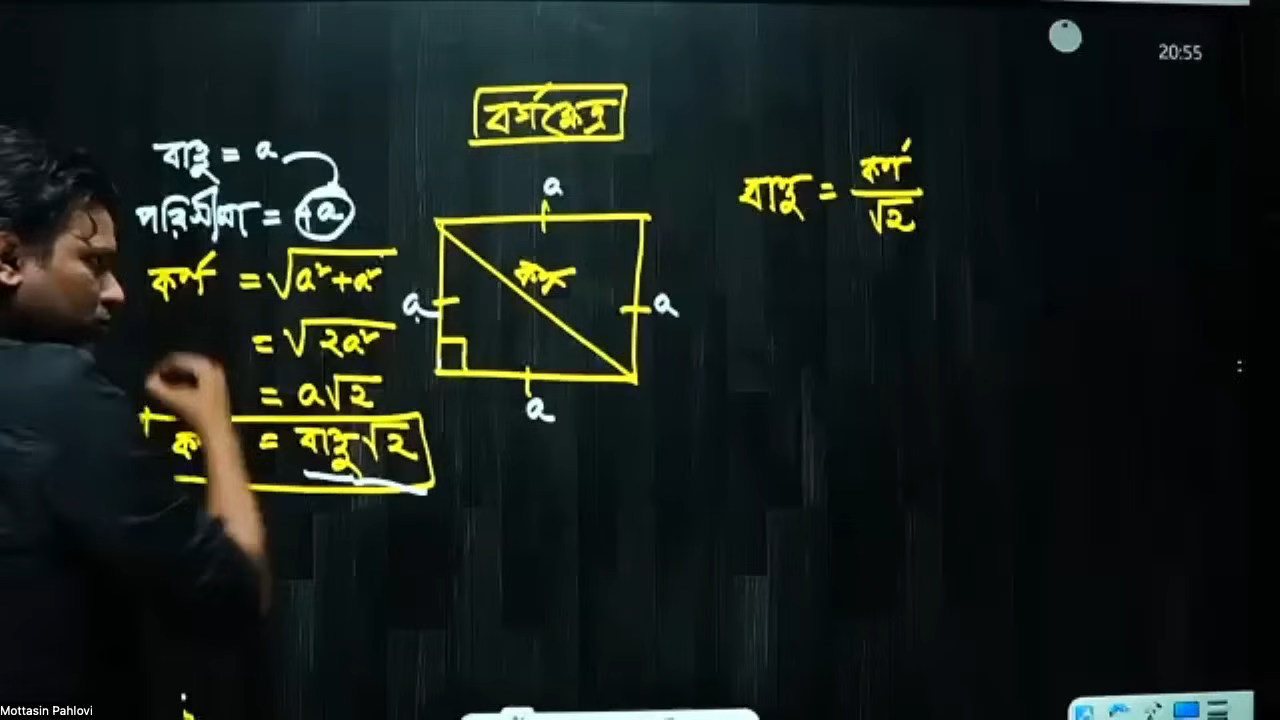 20:55
বর্গক্ষেত্র
বাহু = a
পরিসীমা = 4a
কর্ণ = √a²+a²
= √2a²
= a√2
= বাহু√2
a
a
কর্ণ
a
a
বাহু = কর্ণ/√2
Mottasin Pahlovi